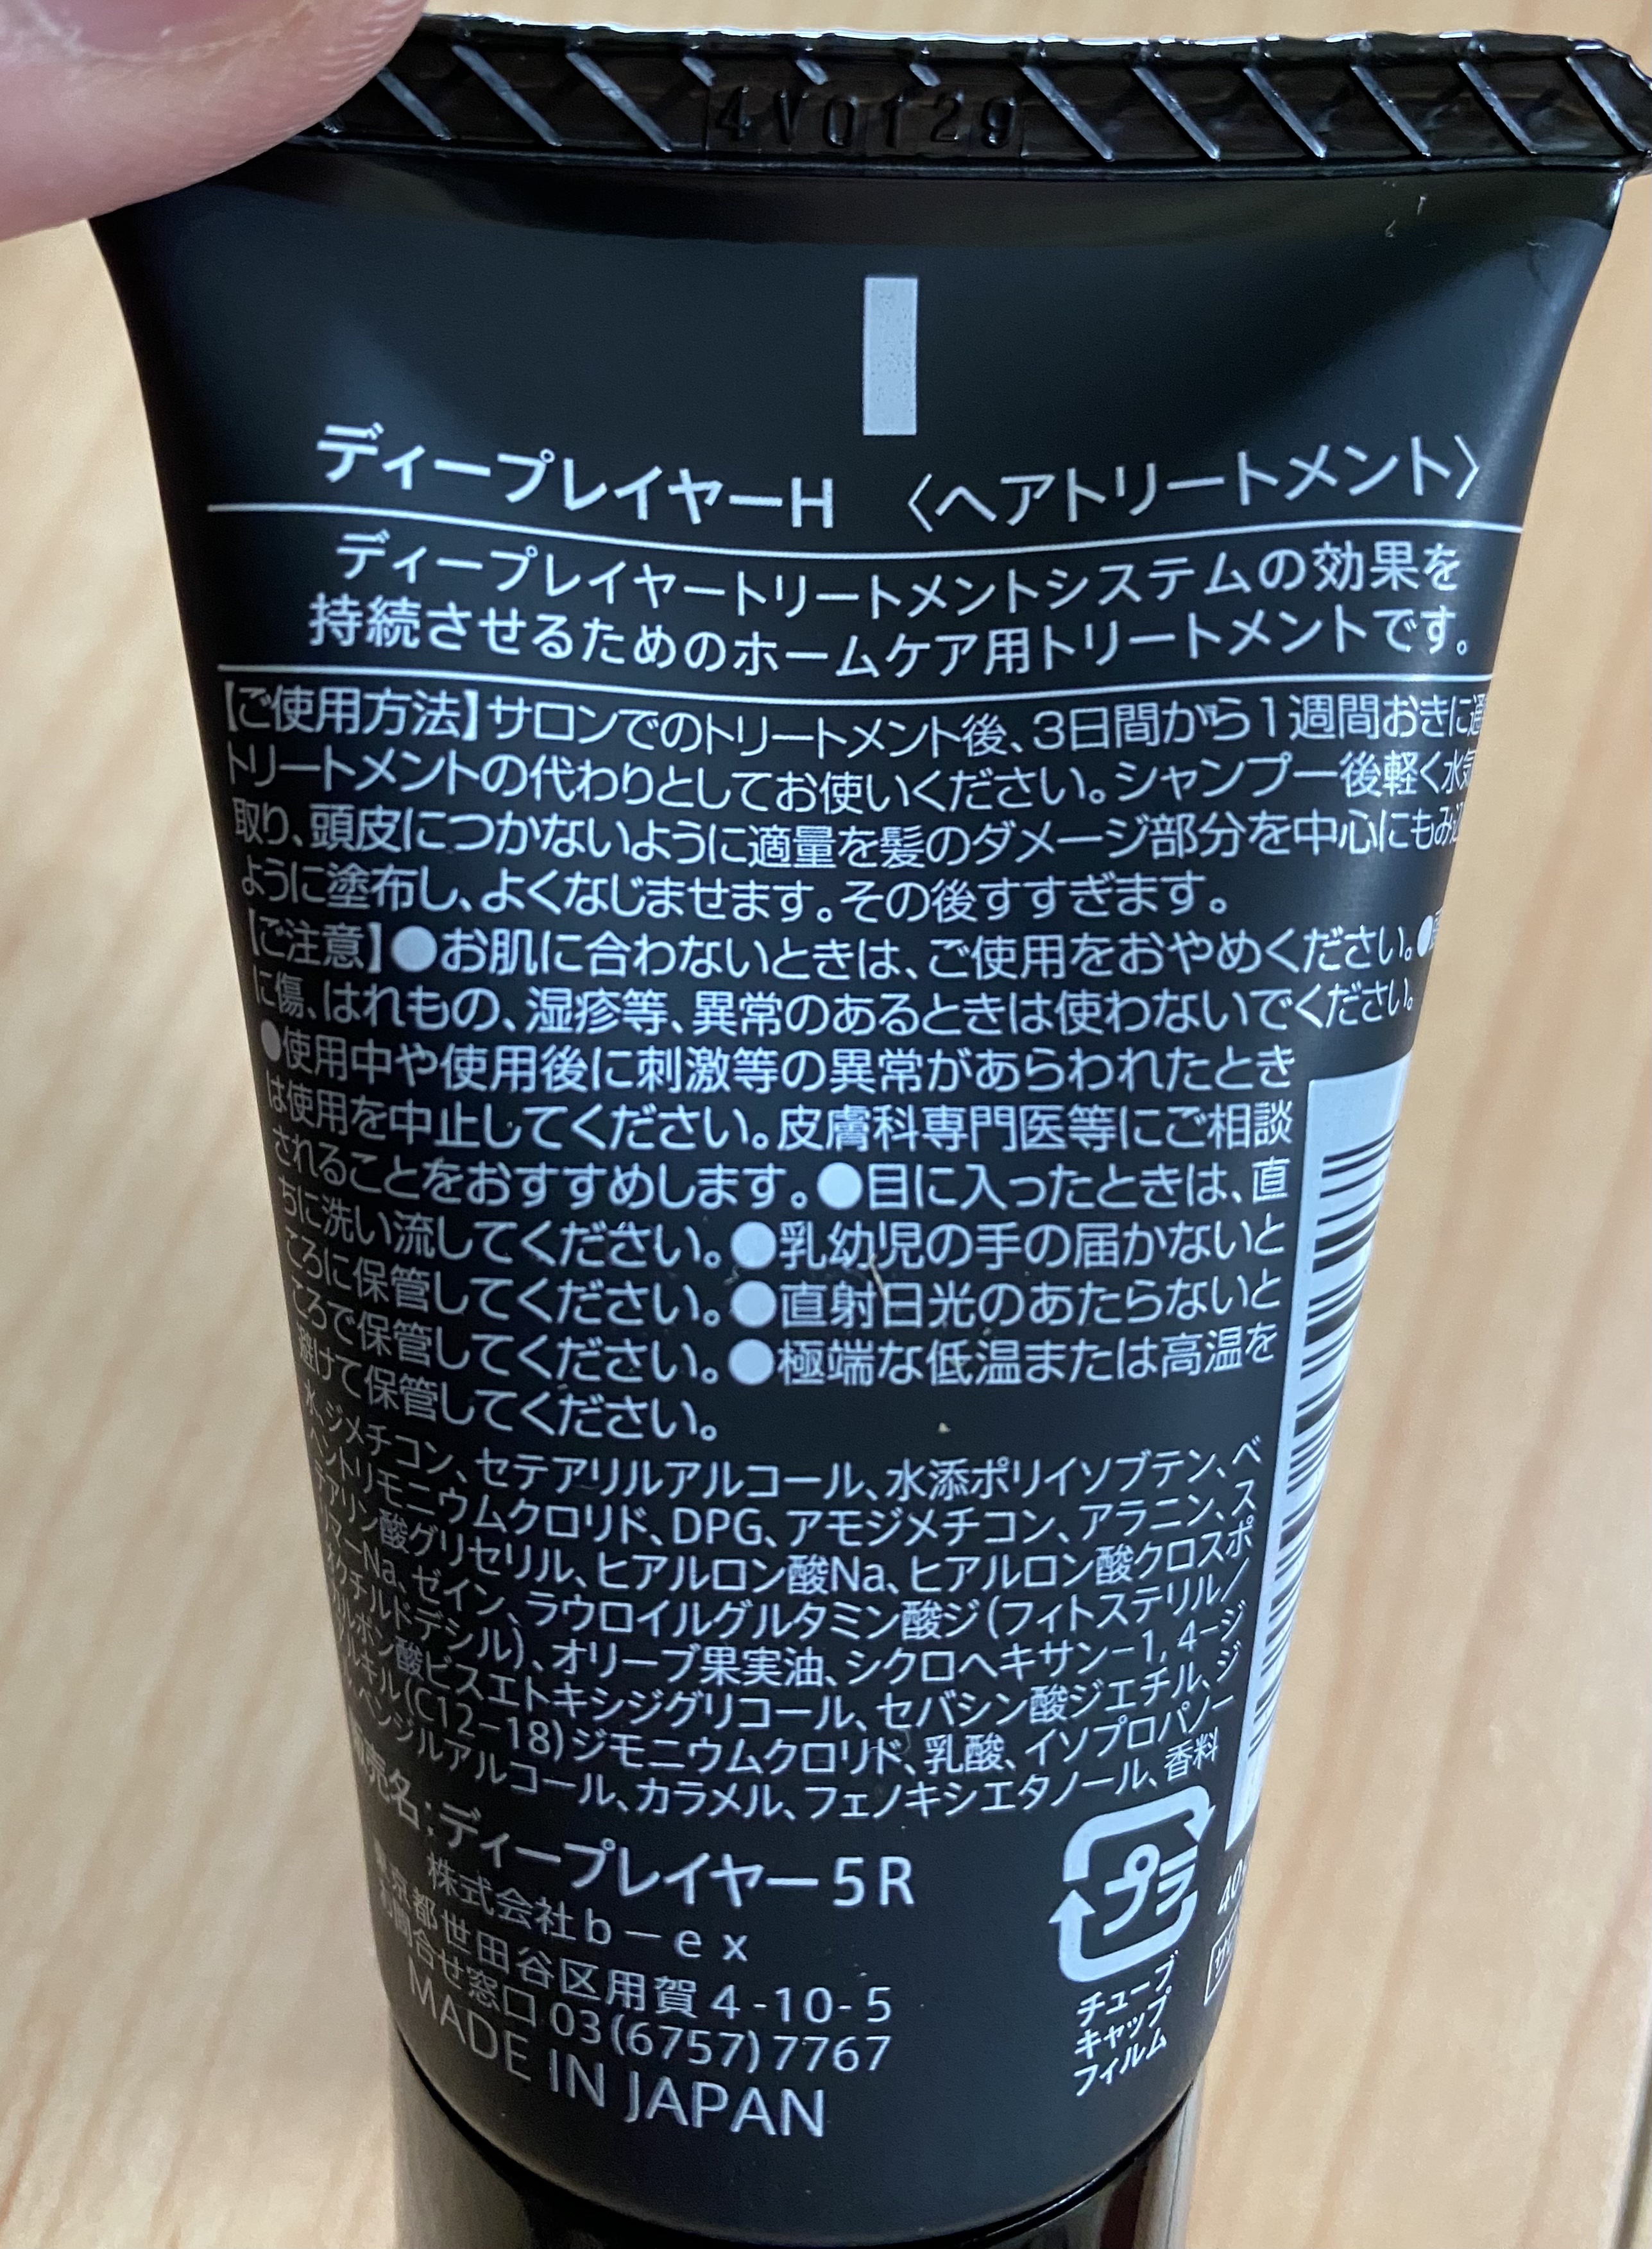 4V0129
ディープレイヤーH 〈ヘアトリートメント〉
ディープレイヤートリートメントシステムの効果を
持続させるためのホームケア用トリートメントです。
【ご使用方法】サロンでのトリートメント後、3日間から1週間おきに通
トリートメントの代わりとしてお使いください。シャンプー後軽く水気
取り、頭皮につかないように適量を髪のダメージ部分を中心にもみ込
ように塗布し、よくなじませます。その後すすぎます。
【ご注意】●お肌に合わないときは、ご使用をおやめください。●
に傷、はれもの、湿疹等、異常のあるときは使わないでください。
●使用中や使用後に刺激等の異常があらわれたとき
は使用を中止してください。皮膚科専門医等にご相談
されることをおすすめします。●目に入ったときは、直
ちに洗い流してください。●乳幼児の手の届かないと
ころに保管してください。●直射日光のあたらないと
ころで保管してください。●極端な低温または高温を
避けて保管してください。
水、ジメチコン、セテアリルアルコール、水添ポリイソブテン、ベ
ヘントリモニウムクロリド、DPG、アモジメチコン、アラニン、ス
テアリン酸グリセリル、ヒアルロン酸Na、ヒアルロン酸クロスポ
リマーNa、ゼイン、ラウロイルグルタミン酸ジ(フィトステリル/
オクチルドデシル)、オリーブ果実油、シクロヘキサン-1, 4-ジ
カルボン酸ビスエトキシジグリコール、セバシン酸ジエチル、ジ
アルキル(C12-18)ジモニウムクロリド、乳酸、イソプロパノー
ル、ベンジルアルコール、カラメル、フェノキシエタノール、香料
売名:ディープレイヤー5R
株式会社b-ex
東京都世田谷区用賀4-10-5
お問合せ窓口 03(6757)7767
MADE IN JAPAN
プラ
チューブ
キャップ
フィルム